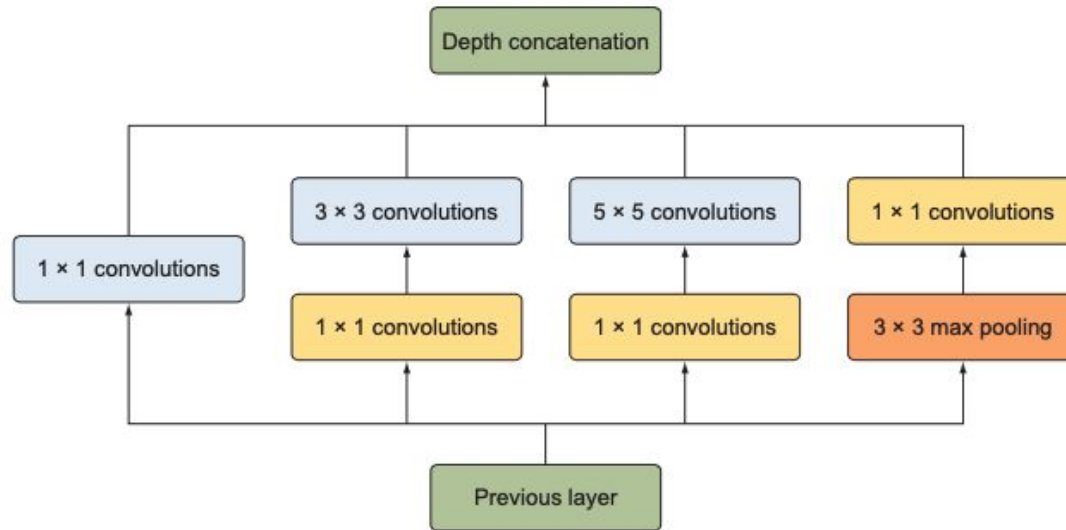 Depth concatenation
3 × 3 convolutions
5 × 5 convolutions
1 × 1 convolutions
1 × 1 convolutions
1 × 1 convolutions
1 × 1 convolutions
3 × 3 max pooling
Previous layer